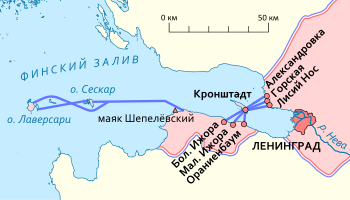 0 км 50 км
ФИНСКИЙ ЗАЛИВ
о. Сескар
о. Лаверсари
маяк Шепелёвский
Кронштадт
Александровка
Горская
Лисий Нос
Бол. Ижора
Мал. Ижора
Ораниенбаум
ЛЕНИНГРАД
р. Нева